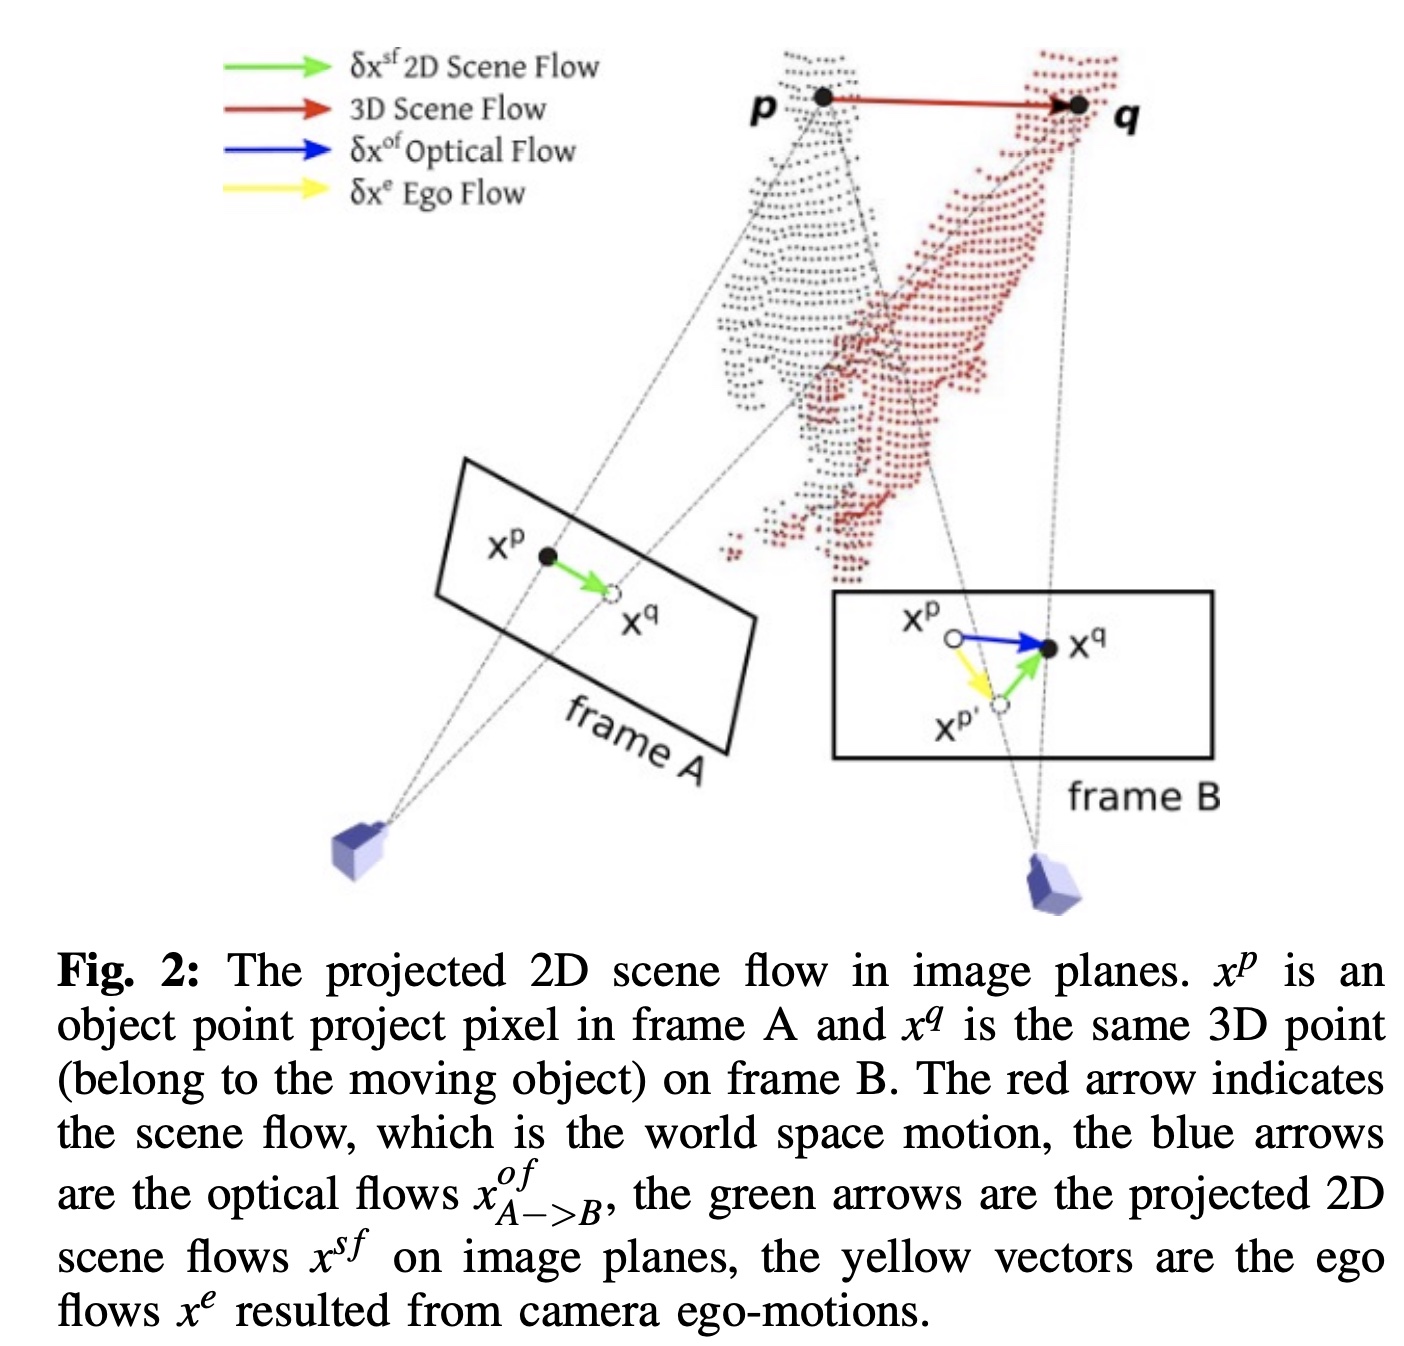 δx^sf 2D Scene Flow
3D Scene Flow
δx^of Optical Flow
δx^e Ego Flow
p
q
x^p
x^q
frame A
x^p
x^q
x^p'
frame B
Fig. 2: The projected 2D scene flow in image planes. x^p is an
object point project pixel in frame A and x^q is the same 3D point
(belong to the moving object) on frame B. The red arrow indicates
the scene flow, which is the world space motion, the blue arrows
are the optical flows x^{of}_{A->B}, the green arrows are the projected 2D
scene flows x^sf on image planes, the yellow vectors are the ego
flows x^e resulted from camera ego-motions.